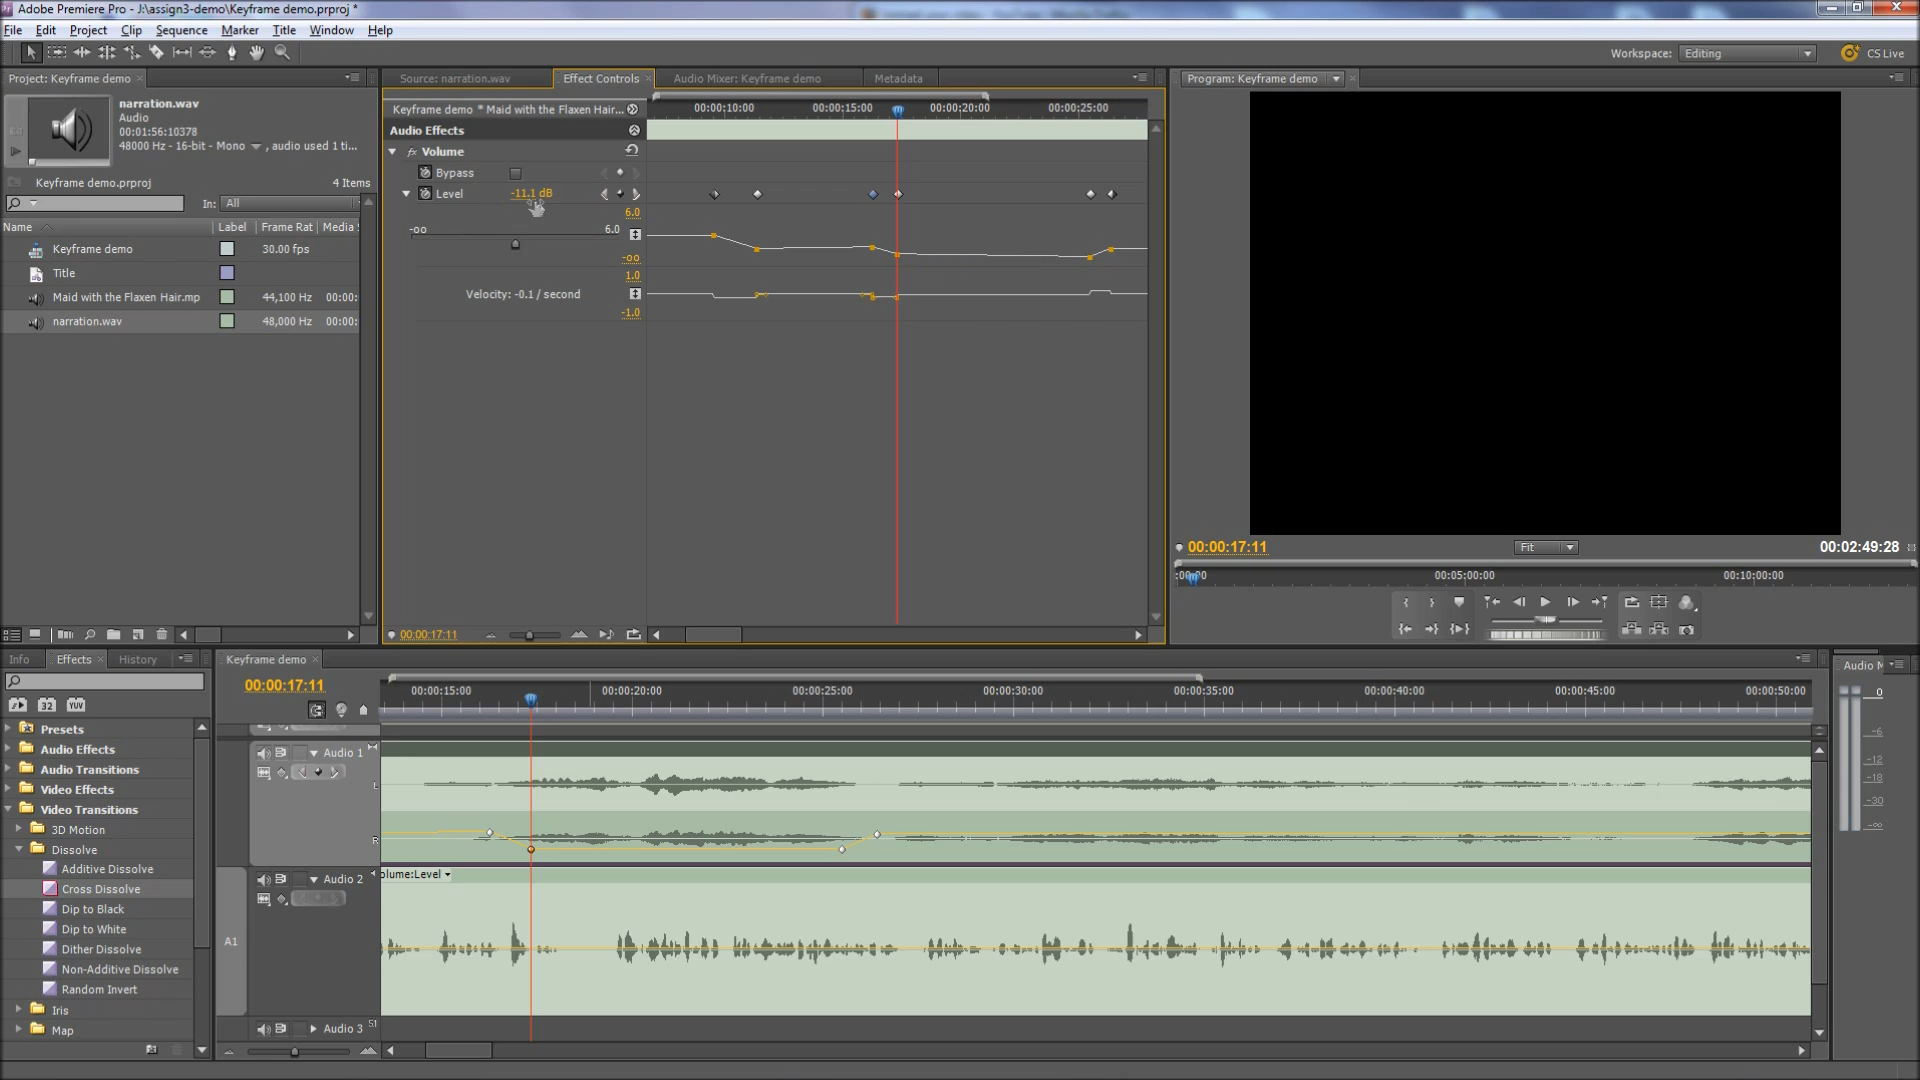 Adobe Premiere Pro - J:\assign3-demo\Keyframe demo.prproj *
File Edit Project Clip Sequence Marker Title Window Help
Workspace: Editing
CS Live
Project: Keyframe demo
narration.wav
Audio
00:01:56:10378
48000 Hz - 16-bit - Mono , audio used 1 ti...
Keyframe demo.prproj 4 Items
In: All
Name Label Frame Rat Media
Keyframe demo 30.00 fps
Title
Maid with the Flaxen Hair.mp 44,100 Hz 00:00:
narration.wav 48,000 Hz 00:00:
Source: narration.wav Effect Controls Audio Mixer: Keyframe demo Metadata
Keyframe demo * Maid with the Flaxen Hair...
00:00:10:00 00:00:15:00 00:00:20:00 00:00:25:00
Audio Effects
fx Volume
Bypass
Level -11.1 dB
6.0
-oo 6.0
-oo
1.0
Velocity: -0.1 / second
-1.0
00:00:17:11
Program: Keyframe demo
00:00:17:11 Fit 00:02:49:28
00:05:00:00 00:10:00:00
Info Effects History
32 YUV
Presets
Audio Effects
Audio Transitions
Video Effects
Video Transitions
3D Motion
Dissolve
Additive Dissolve
Cross Dissolve
Dip to Black
Dip to White
Dither Dissolve
Non-Additive Dissolve
Random Invert
Iris
Map
Keyframe demo
00:00:17:11
00:00:15:00 00:00:20:00 00:00:25:00 00:00:30:00 00:00:35:00 00:00:40:00 00:00:45:00 00:00:50:00
Audio 1
L
R
Audio 2
olume:Level
A1
Audio 3 5.1
Audio M
0
-6
-12
-18
-30
-oo